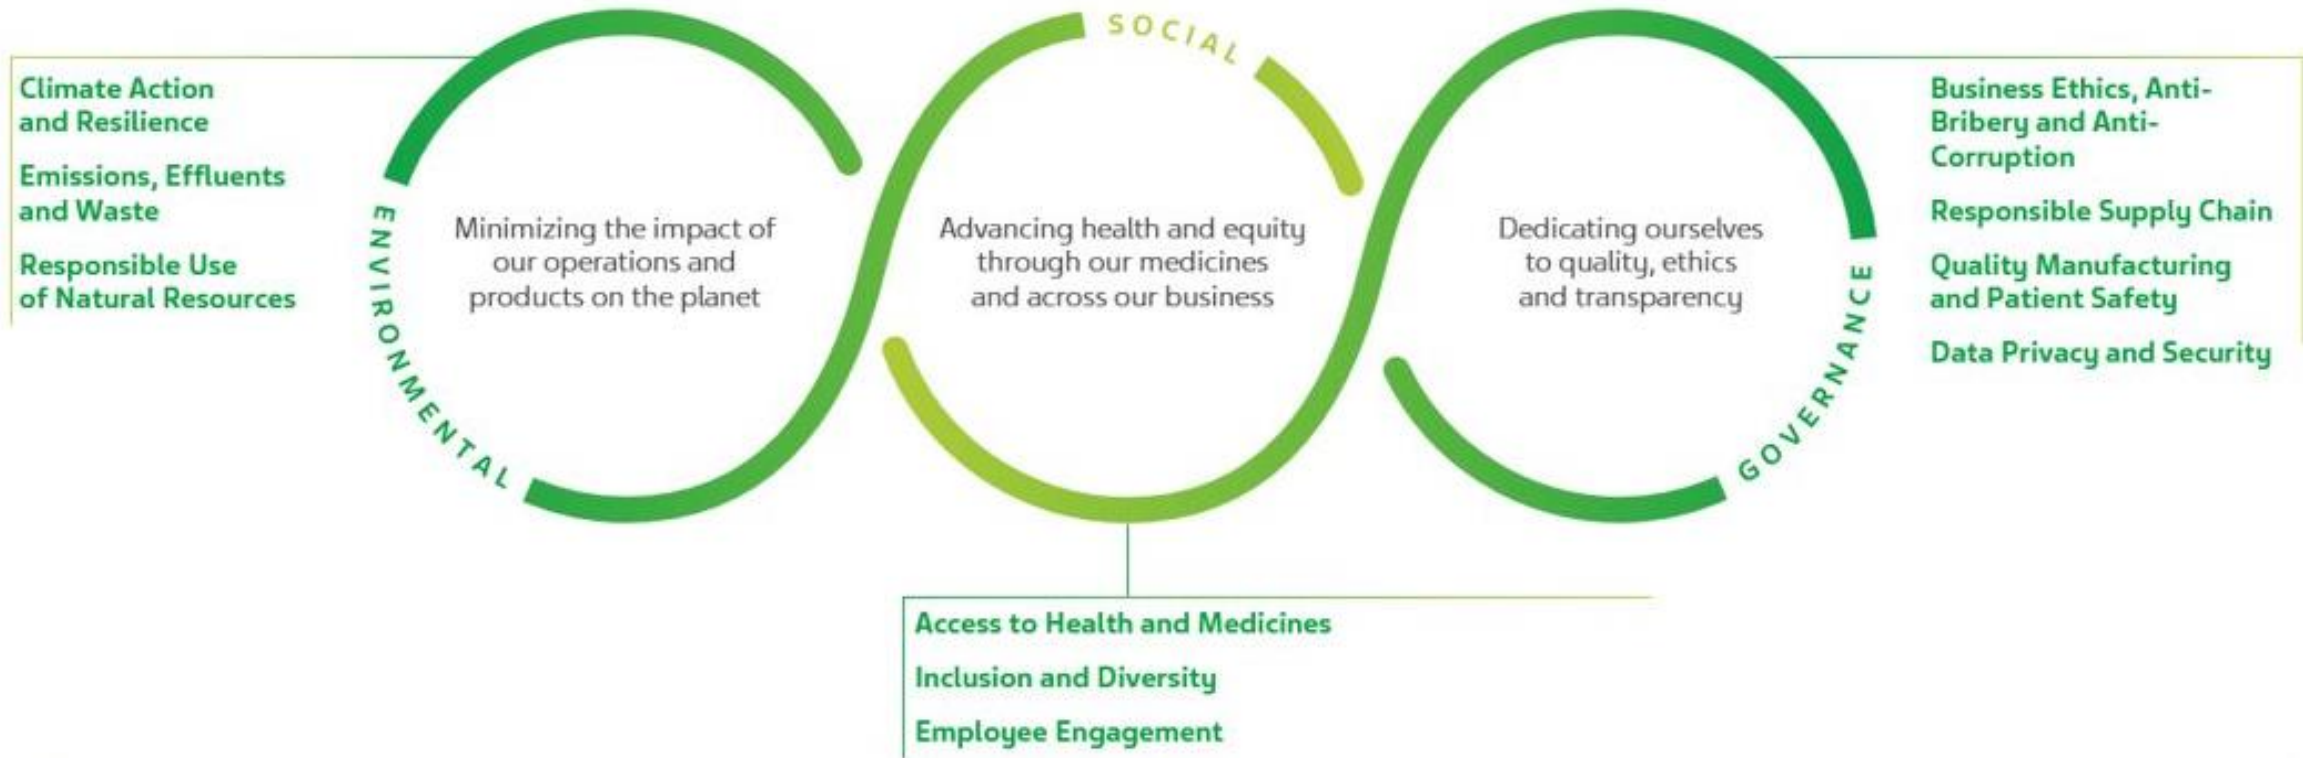 SOCIAL
Climate Action
and Resilience
Emissions, Effluents
and Waste
Responsible Use
of Natural Resources
ENVIRONMENTAL
Minimizing the impact of
our operations and
products on the planet
Advancing health and equity
through our medicines
and across our business
Dedicating ourselves
to quality, ethics
and transparency
GOVERNANCE
Business Ethics, Anti-
Bribery and Anti-
Corruption
Responsible Supply Chain
Quality Manufacturing
and Patient Safety
Data Privacy and Security
Access to Health and Medicines
Inclusion and Diversity
Employee Engagement